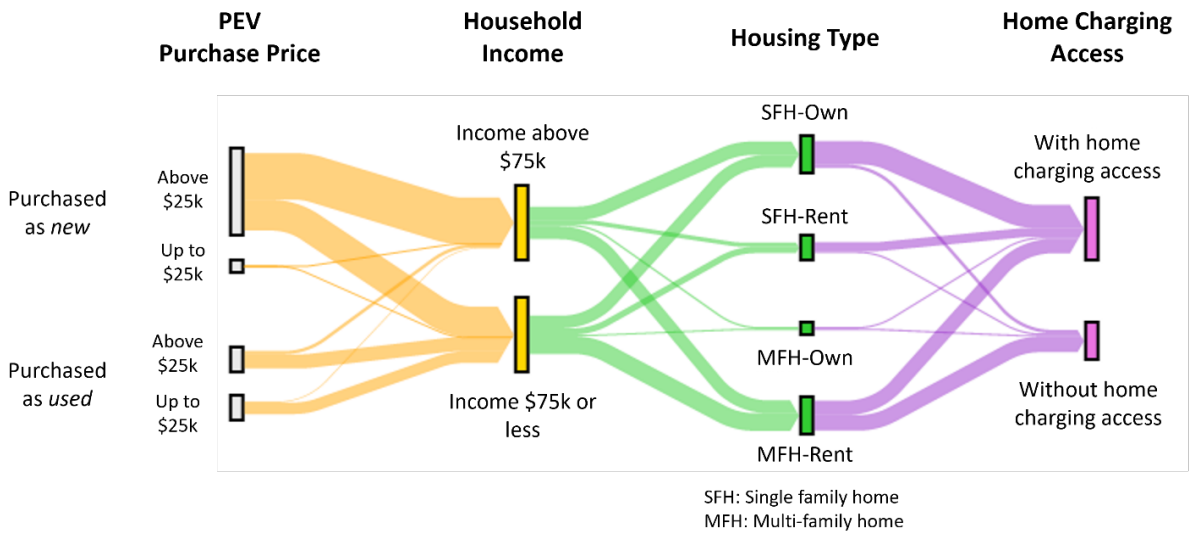 PEV
Purchase Price
Household
Income
Housing Type
Home Charging
Access
Purchased
as new
Above
$25k
Up to
$25k
Purchased
as used
Above
$25k
Up to
$25k
Income above
$75k
Income $75k or
less
SFH-Own
SFH-Rent
MFH-Own
MFH-Rent
With home
charging access
Without home
charging access
SFH: Single family home
MFH: Multi-family home